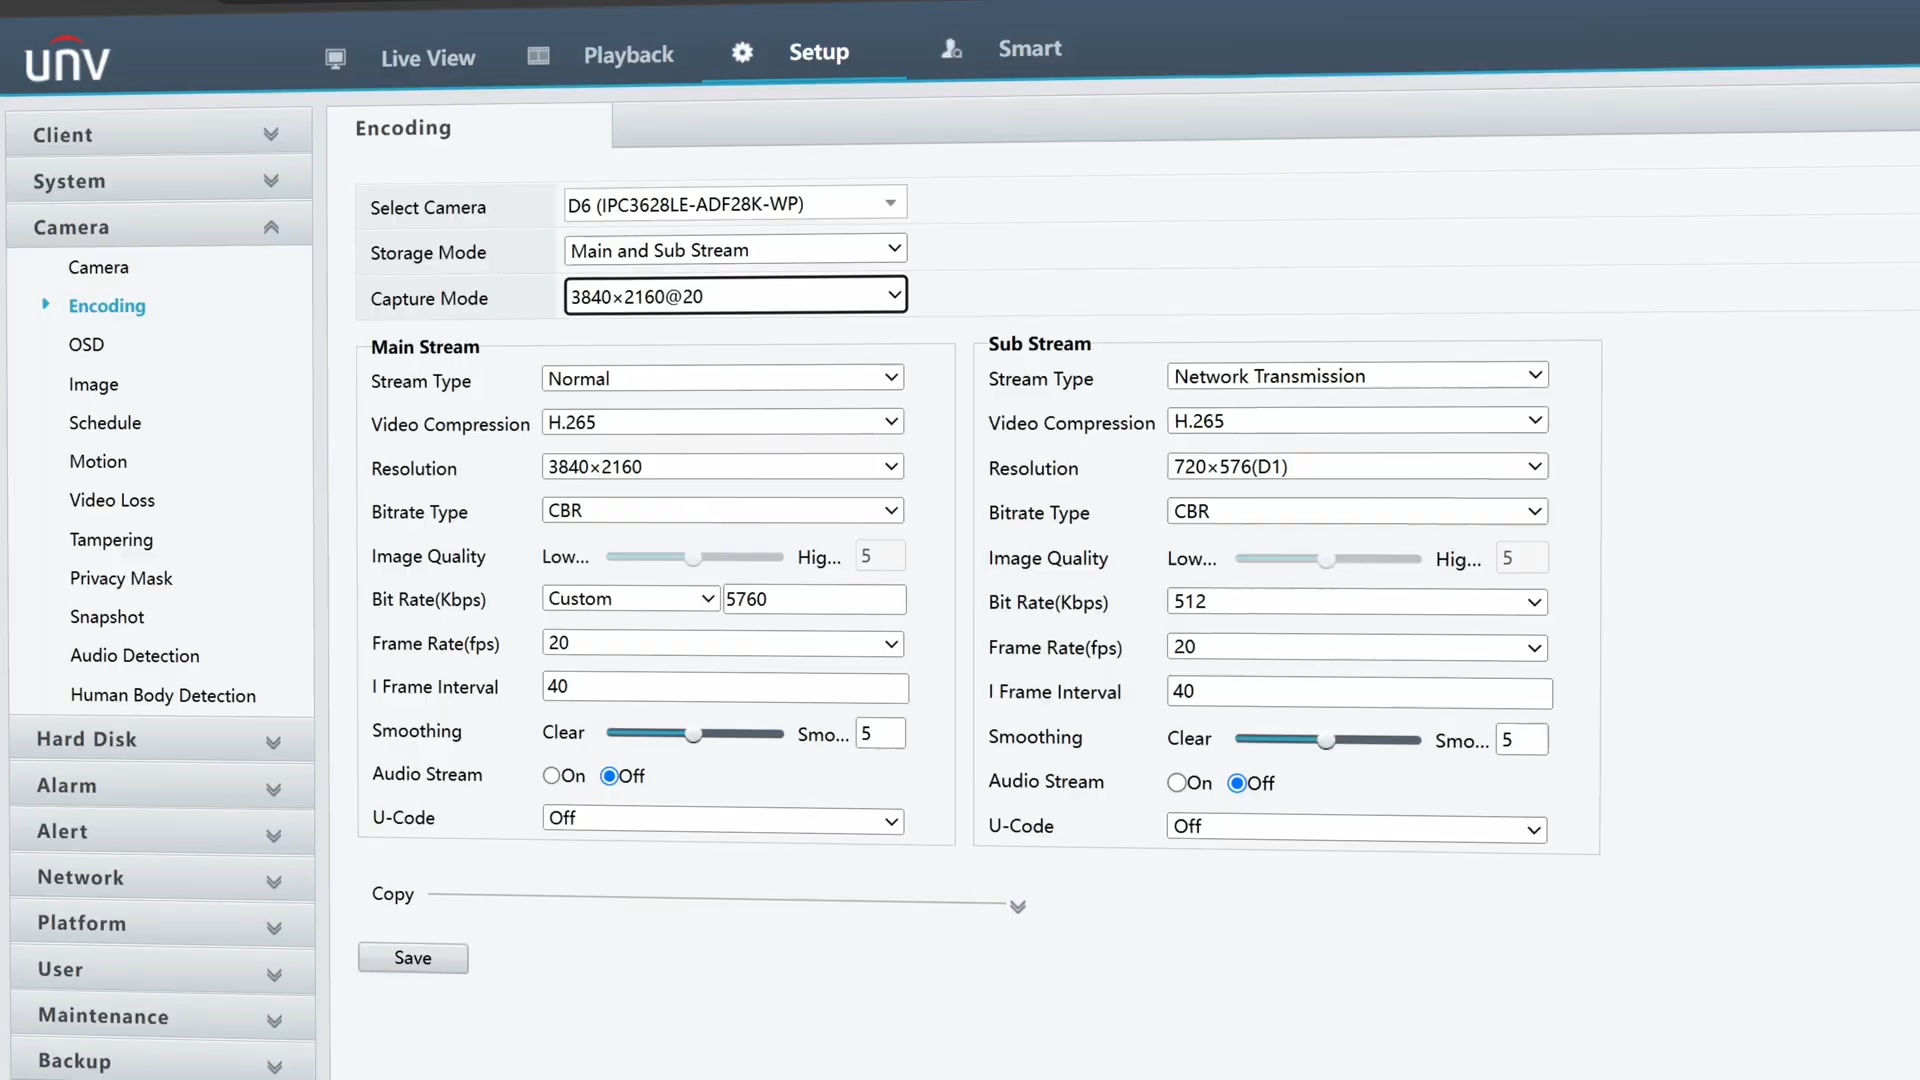 unv
Live View
Playback
Setup
Smart
Client
System
Camera
Camera
Encoding
OSD
Image
Schedule
Motion
Video Loss
Tampering
Privacy Mask
Snapshot
Audio Detection
Human Body Detection
Hard Disk
Alarm
Alert
Network
Platform
User
Maintenance
Backup
Encoding
Select Camera D6 (IPC3628LE-ADF28K-WP)
Storage Mode Main and Sub Stream
Capture Mode 3840×2160@20
Main Stream
Stream Type Normal
Video Compression H.265
Resolution 3840×2160
Bitrate Type CBR
Image Quality Low... Hig... 5
Bit Rate(Kbps) Custom 5760
Frame Rate(fps) 20
I Frame Interval 40
Smoothing Clear Smo... 5
Audio Stream On Off
U-Code Off
Sub Stream
Stream Type Network Transmission
Video Compression H.265
Resolution 720×576(D1)
Bitrate Type CBR
Image Quality Low... Hig... 5
Bit Rate(Kbps) 512
Frame Rate(fps) 20
I Frame Interval 40
Smoothing Clear Smo... 5
Audio Stream On Off
U-Code Off
Copy
Save